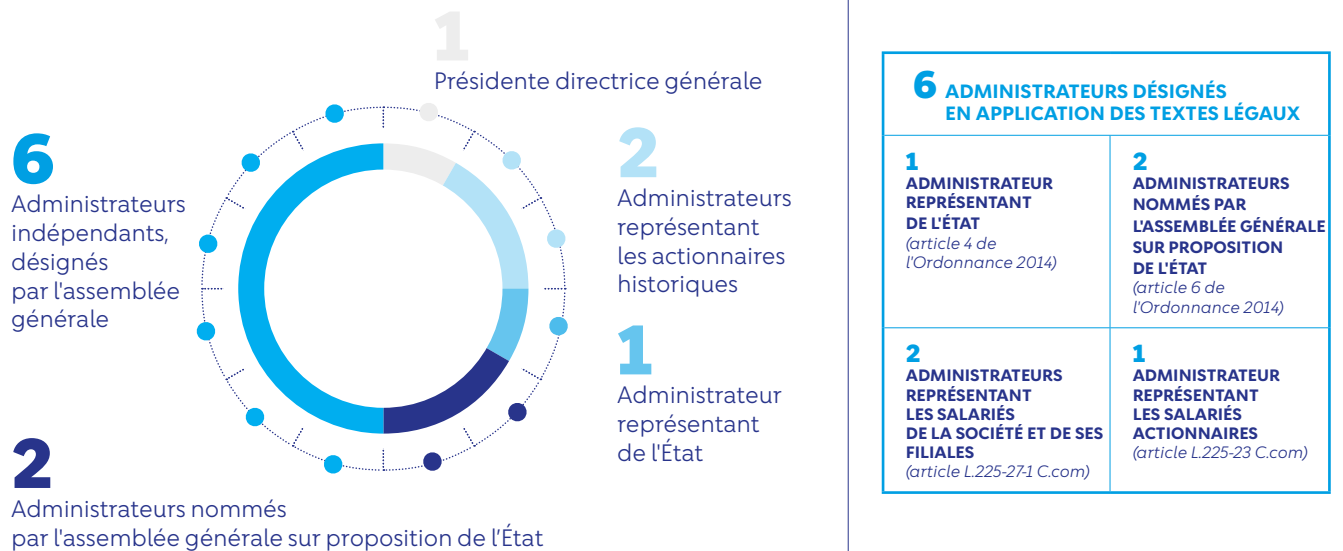 1
Présidente directrice générale
6
Administrateurs
indépendants,
désignés
par l'assemblée
générale
2
Administrateurs
représentant
les actionnaires
historiques
1
Administrateur
représentant
de l'État
2
Administrateurs nommés
par l'assemblée générale sur proposition de l’État
6 ADMINISTRATEURS DÉSIGNÉS
EN APPLICATION DES TEXTES LÉGAUX
1
ADMINISTRATEUR
REPRÉSENTANT
DE L'ÉTAT
(article 4 de
l'Ordonnance 2014)
2
ADMINISTRATEURS
NOMMÉS PAR
L'ASSEMBLÉE GÉNÉRALE
SUR PROPOSITION
DE L'ÉTAT
(article 6 de
l'Ordonnance 2014)
2
ADMINISTRATEURS
REPRÉSENTANT
LES SALARIÉS
DE LA SOCIÉTÉ ET DE SES
FILIALES
(article L.225-27-1 C.com)
1
ADMINISTRATEUR
REPRÉSENTANT
LES SALARIÉS
ACTIONNAIRES
(article L.225-23 C.com)